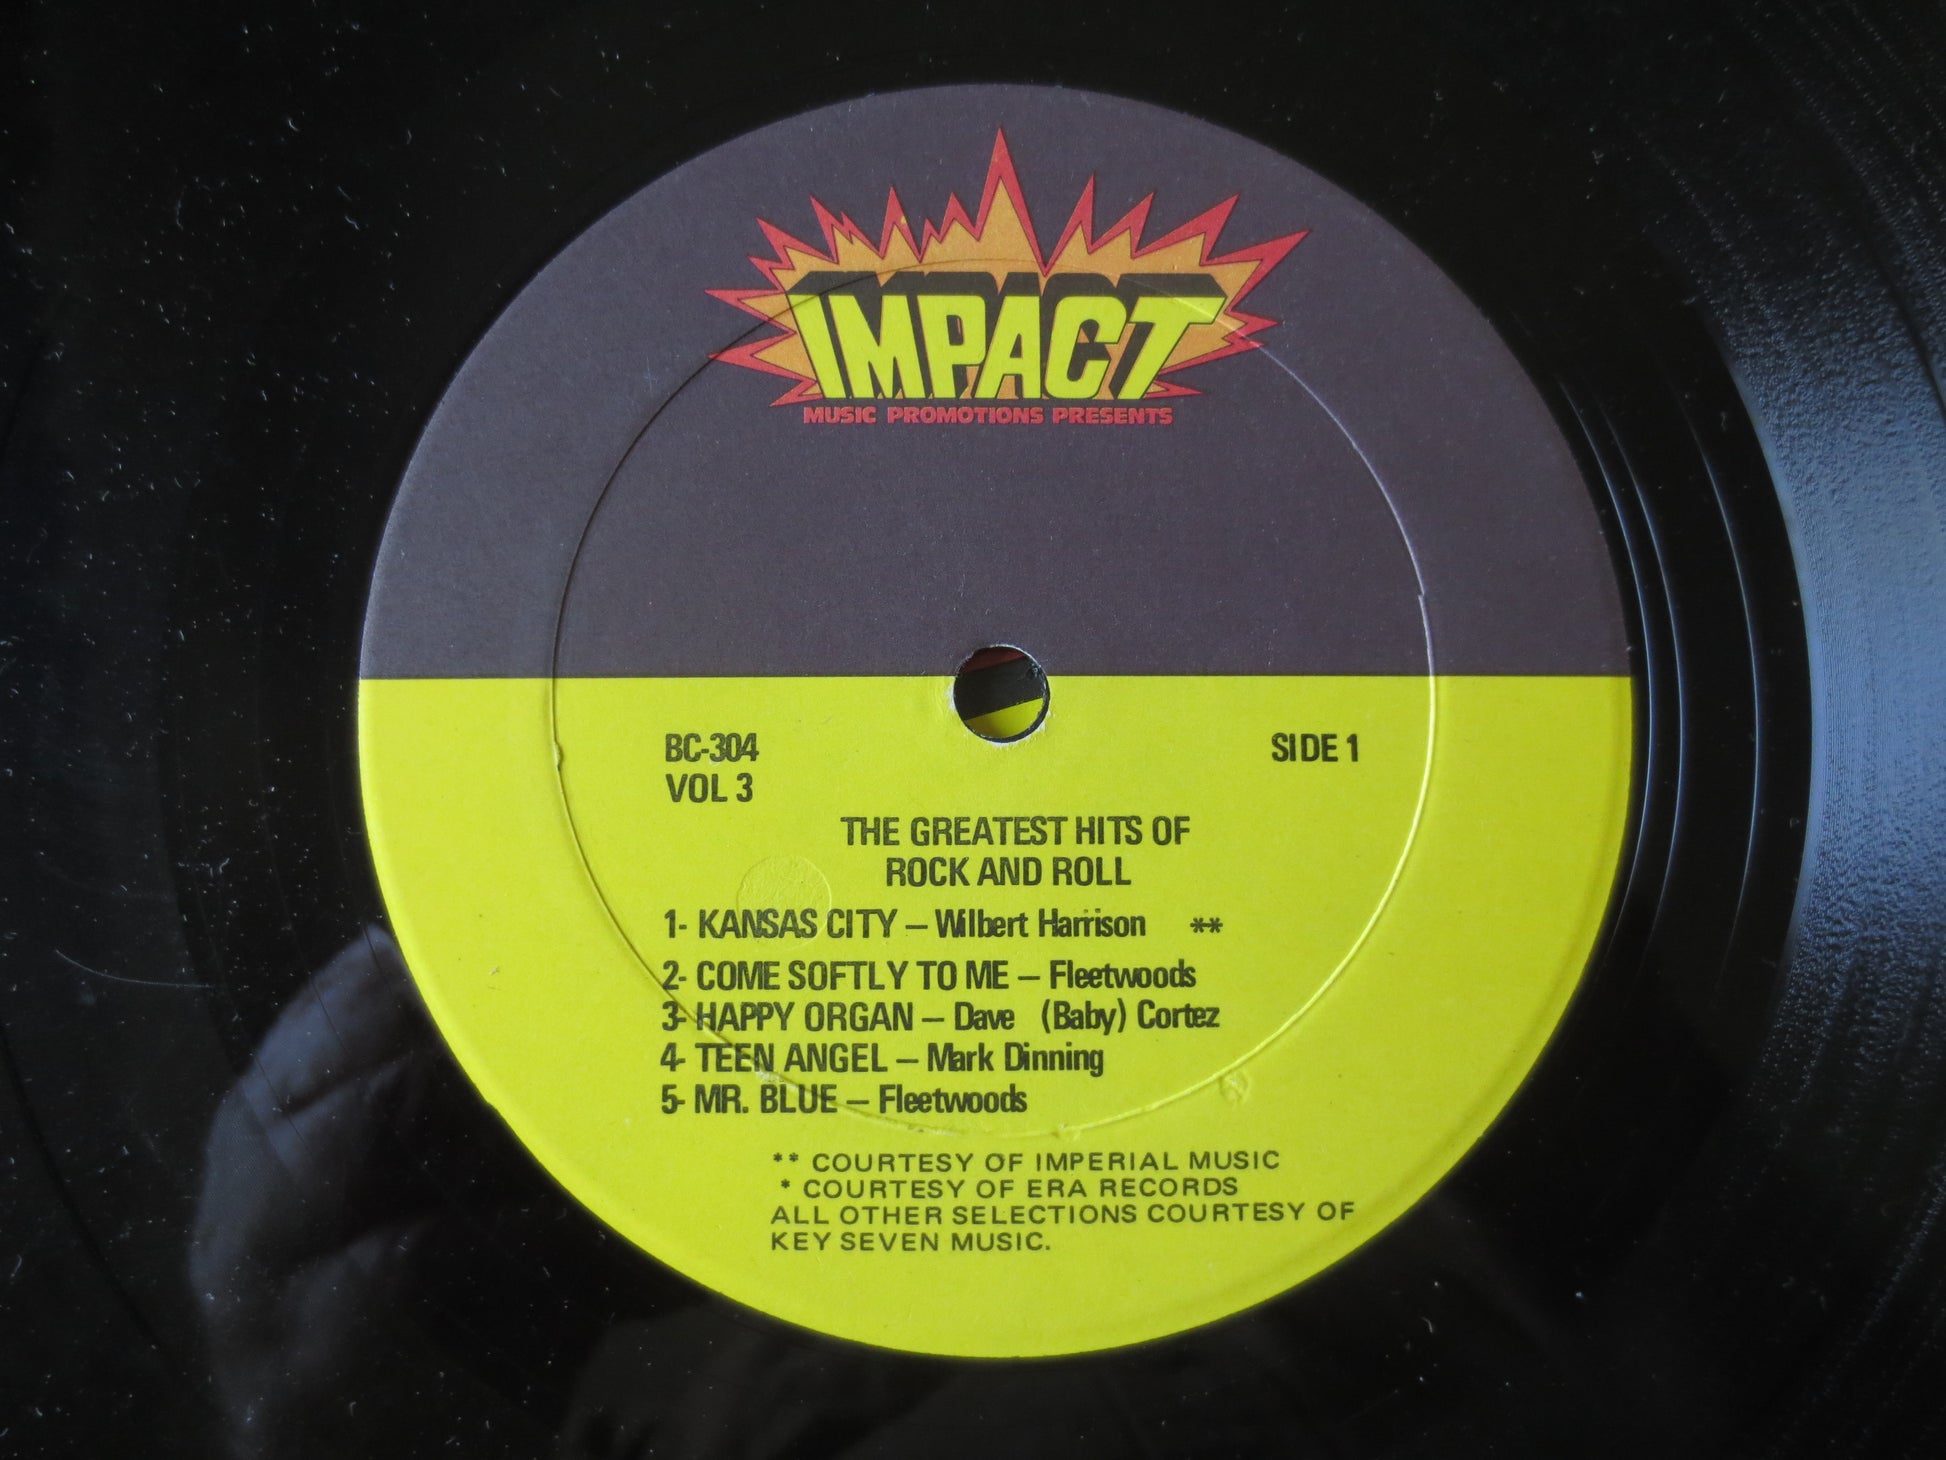 IMPACT
MUSIC PROMOTIONS PRESENTS
BC-304 SIDE 1
VOL 3
THE GREATEST HITS OF
ROCK AND ROLL
1- KANSAS CITY – Wilbert Harrison **
2- COME SOFTLY TO ME – Fleetwoods
3- HAPPY ORGAN – Dave (Baby) Cortez
4- TEEN ANGEL – Mark Dinning
5- MR. BLUE – Fleetwoods
** COURTESY OF IMPERIAL MUSIC
* COURTESY OF ERA RECORDS
ALL OTHER SELECTIONS COURTESY OF
KEY SEVEN MUSIC.